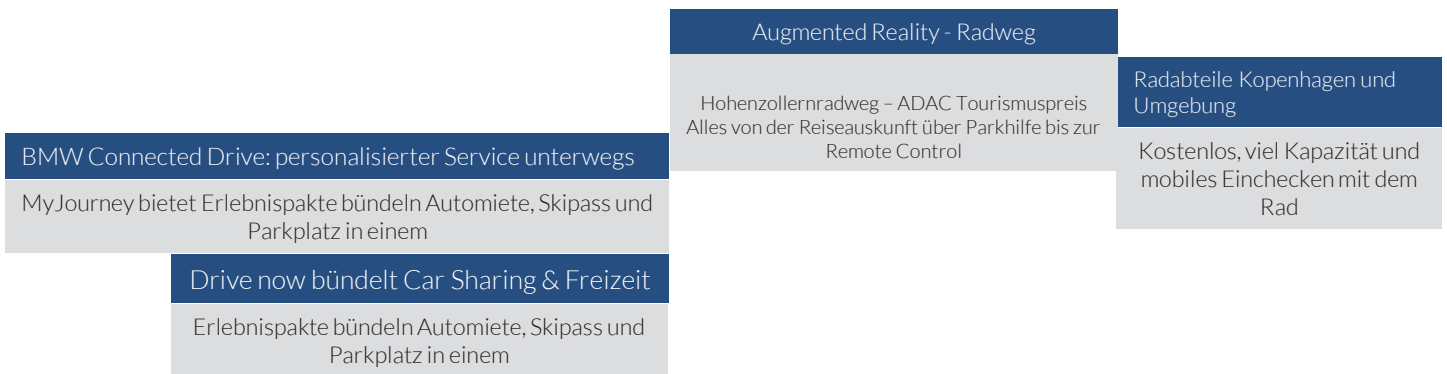 BMW Connected Drive: personalisierter Service unterwegs
MyJourney bietet Erlebnispakte bündeln Automiete, Skipass und
Parkplatz in einem
Drive now bündelt Car Sharing & Freizeit
Erlebnispakte bündeln Automiete, Skipass und
Parkplatz in einem
Augmented Reality - Radweg
Hohenzollernradweg – ADAC Tourismuspreis
Alles von der Reiseauskunft über Parkhilfe bis zur
Remote Control
Radabteile Kopenhagen und
Umgebung
Kostenlos, viel Kapazität und
mobiles Einchecken mit dem
Rad